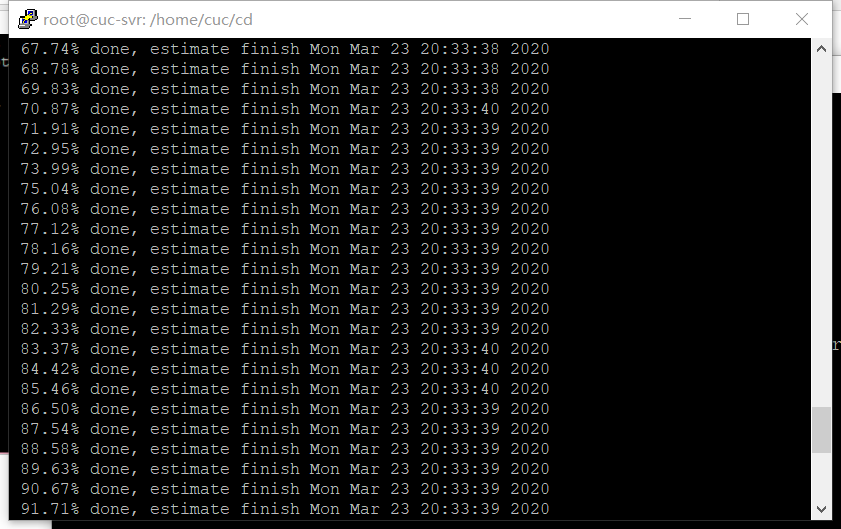 root@cuc-svr: /home/cuc/cd
67.74% done, estimate finish Mon Mar 23 20:33:38 2020
68.78% done, estimate finish Mon Mar 23 20:33:38 2020
69.83% done, estimate finish Mon Mar 23 20:33:38 2020
70.87% done, estimate finish Mon Mar 23 20:33:40 2020
71.91% done, estimate finish Mon Mar 23 20:33:39 2020
72.95% done, estimate finish Mon Mar 23 20:33:39 2020
73.99% done, estimate finish Mon Mar 23 20:33:39 2020
75.04% done, estimate finish Mon Mar 23 20:33:39 2020
76.08% done, estimate finish Mon Mar 23 20:33:39 2020
77.12% done, estimate finish Mon Mar 23 20:33:39 2020
78.16% done, estimate finish Mon Mar 23 20:33:39 2020
79.21% done, estimate finish Mon Mar 23 20:33:39 2020
80.25% done, estimate finish Mon Mar 23 20:33:39 2020
81.29% done, estimate finish Mon Mar 23 20:33:39 2020
82.33% done, estimate finish Mon Mar 23 20:33:39 2020
83.37% done, estimate finish Mon Mar 23 20:33:40 2020
84.42% done, estimate finish Mon Mar 23 20:33:40 2020
85.46% done, estimate finish Mon Mar 23 20:33:40 2020
86.50% done, estimate finish Mon Mar 23 20:33:39 2020
87.54% done, estimate finish Mon Mar 23 20:33:39 2020
88.58% done, estimate finish Mon Mar 23 20:33:39 2020
89.63% done, estimate finish Mon Mar 23 20:33:39 2020
90.67% done, estimate finish Mon Mar 23 20:33:39 2020
91.71% done, estimate finish Mon Mar 23 20:33:39 2020